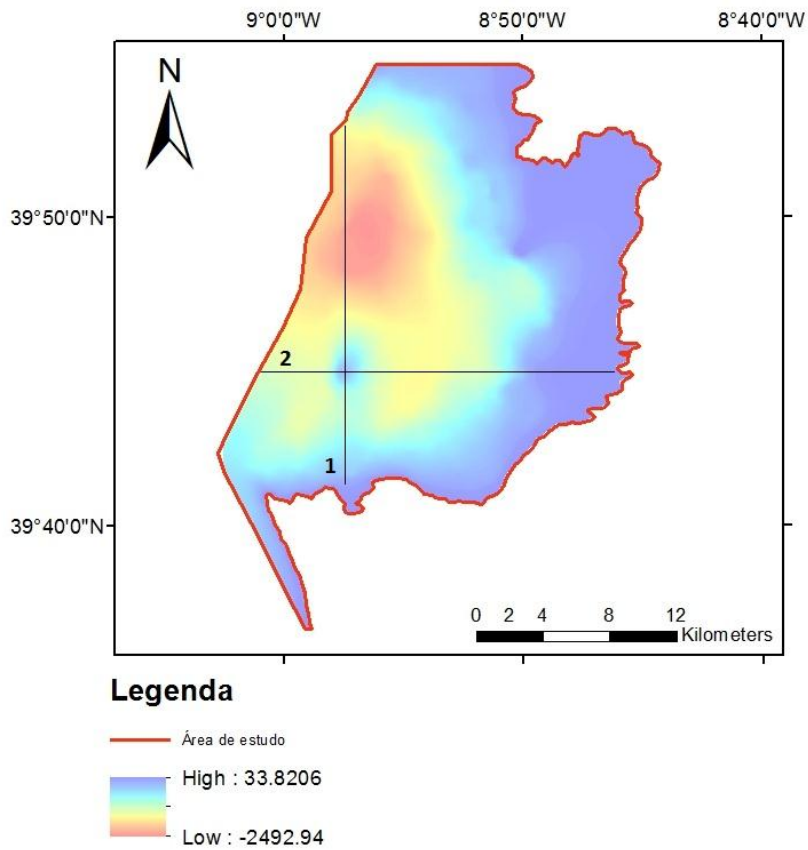 9°0'0"W 8°50'0"W 8°40'0"W
N
39°50'0"N
2
1
39°40'0"N
0 2 4 8 12
Kilometers
Legenda
Área de estudo
High : 33.8206
Low : -2492.94